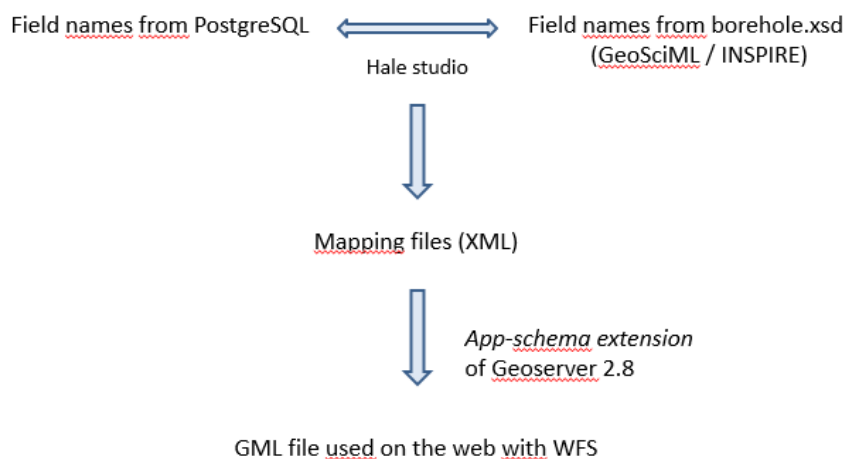 Field names from PostgreSQL
Field names from borehole.xsd
(GeoSciML / INSPIRE)
Hale studio
Mapping files (XML)
App-schema extension
of Geoserver 2.8
GML file used on the web with WFS